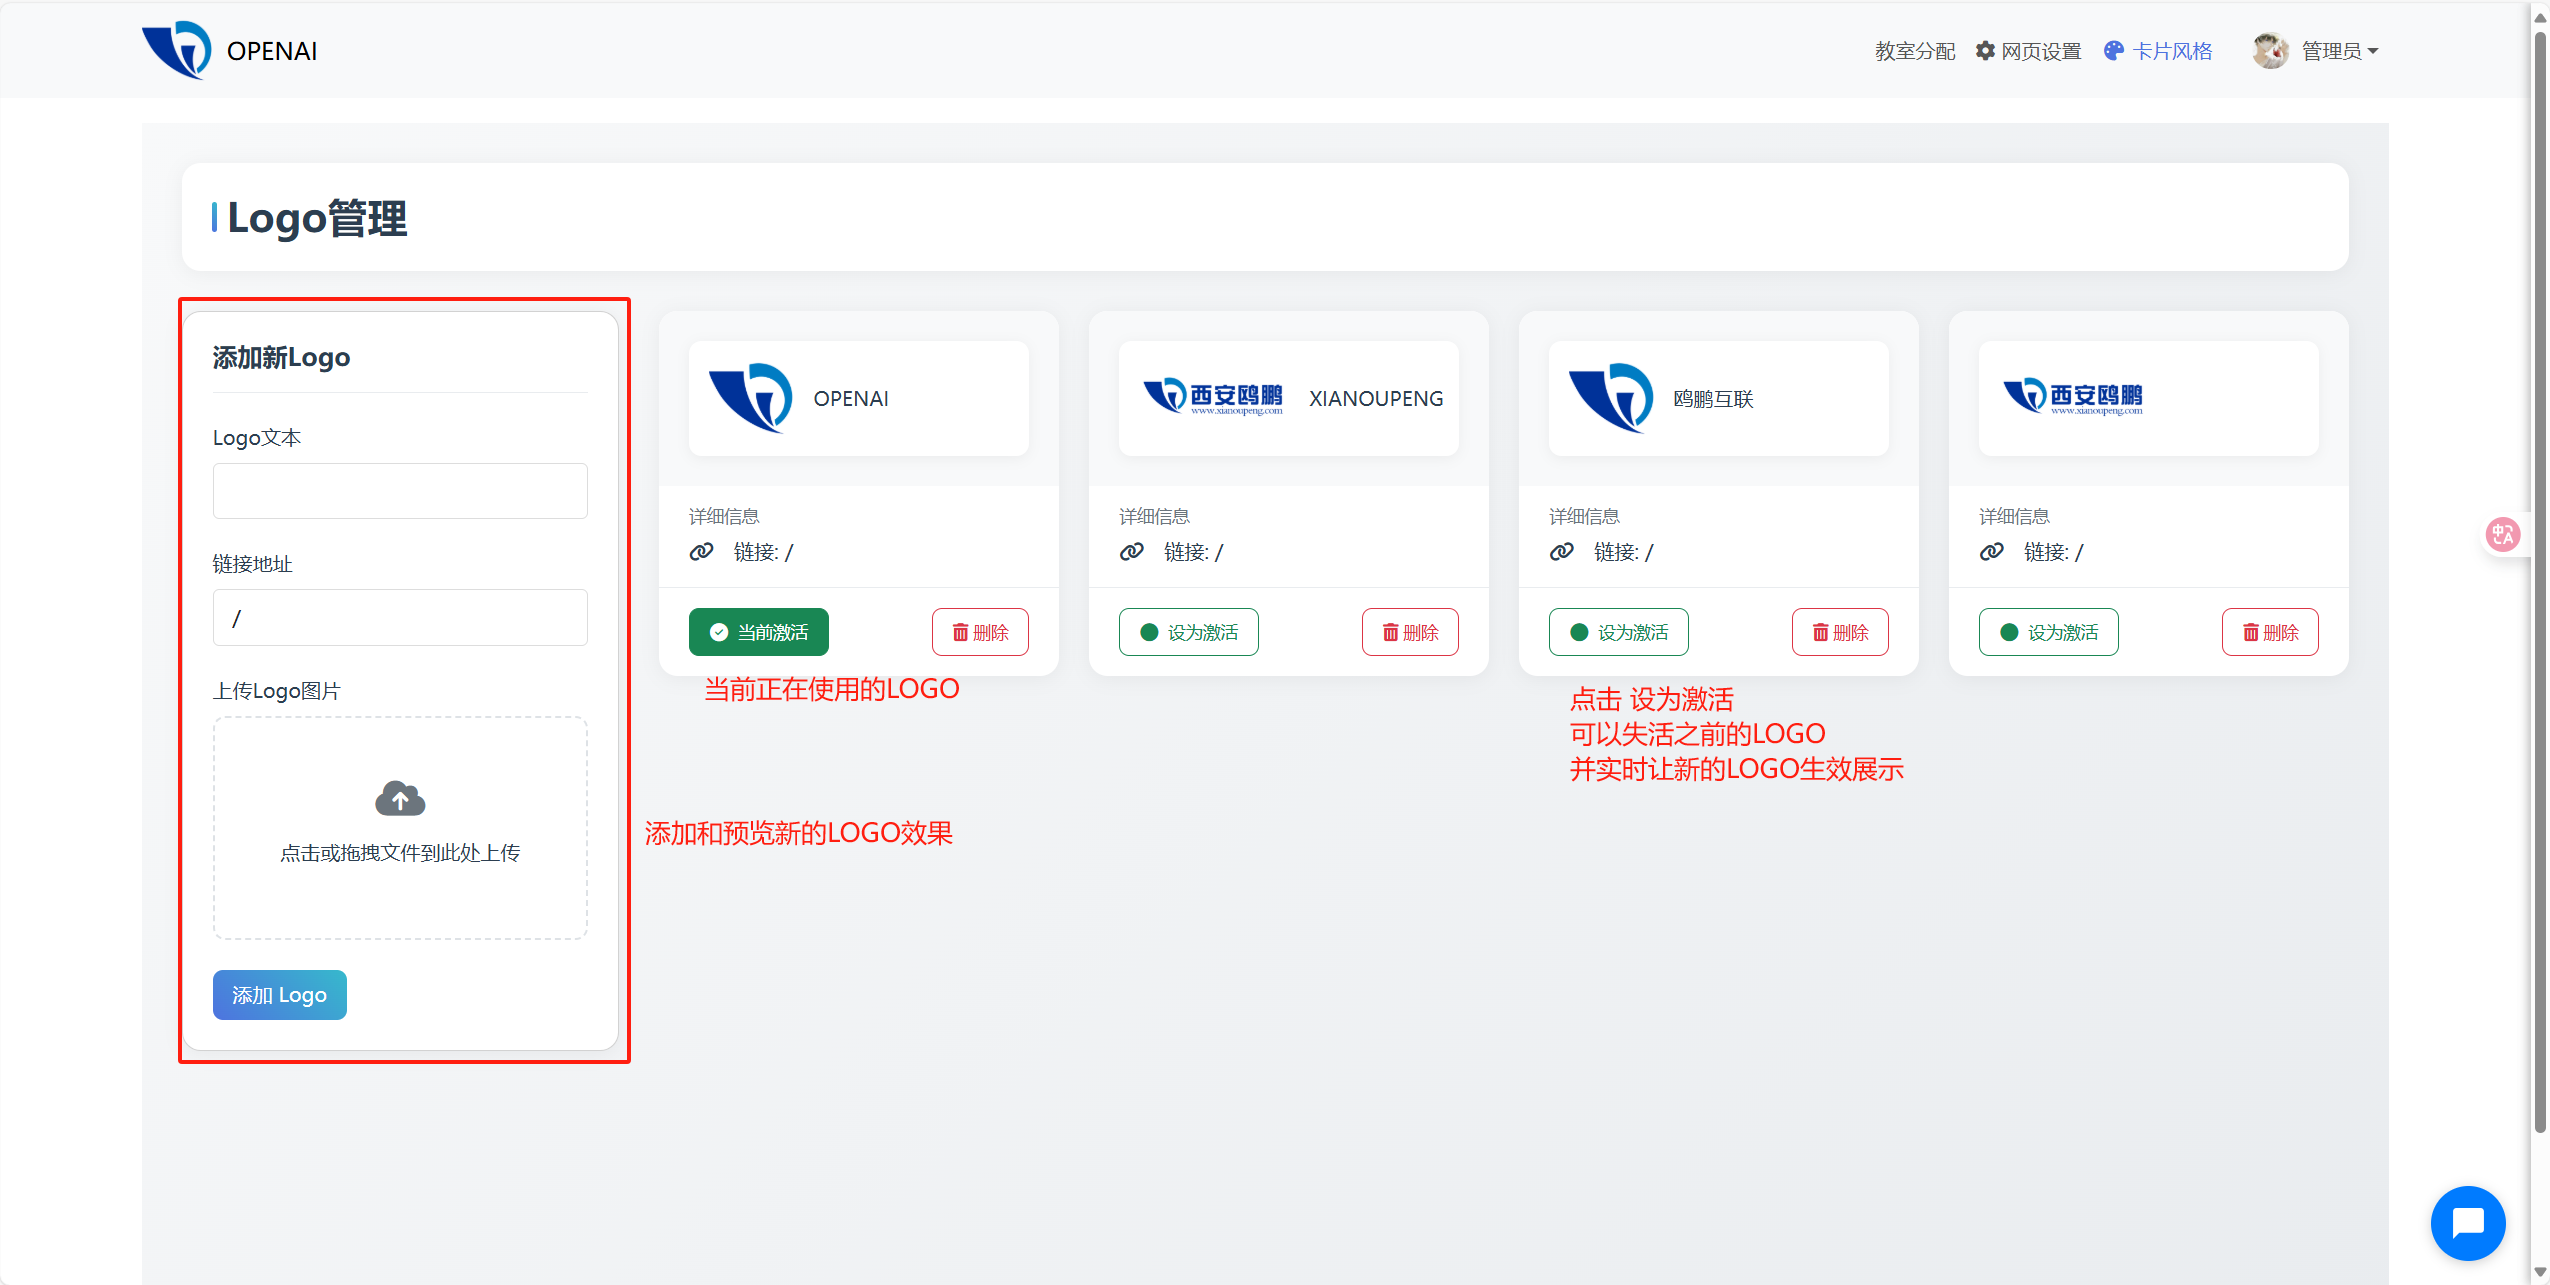 OPENAI
教室分配 网页设置 卡片风格 管理员
Logo管理
添加新Logo
Logo文本
链接地址
/
上传Logo图片
点击或拖拽文件到此处上传
添加 Logo
OPENAI
详细信息
链接: /
当前激活 删除
当前正在使用的LOGO
西安鸥鹏
www.xianoupeng.com
XIANOUPENG
详细信息
链接: /
设为激活 删除
鸥鹏互联
详细信息
链接: /
设为激活 删除
点击 设为激活
可以失活之前的LOGO
并实时让新的LOGO生效展示
西安鸥鹏
www.xianoupeng.com
详细信息
链接: /
设为激活 删除
添加和预览新的LOGO效果
中A